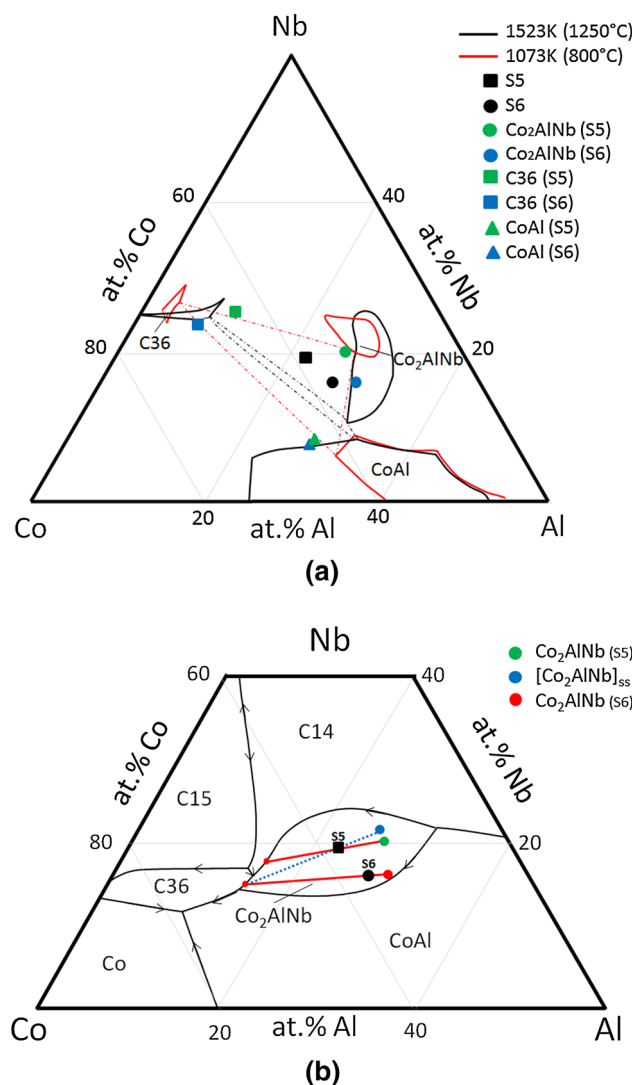 Nb
1523K (1250°C)
1073K (800°C)
S5
S6
Co₂AlNb (S5)
Co₂AlNb (S6)
C36 (S5)
C36 (S6)
CoAl (S5)
CoAl (S6)
60
40
at.% Co
at.% Nb
C36
Co₂AlNb
80
20
CoAl
Co
20
at.% Al
40
Al
(a)
Nb
Co₂AlNb (S5)
[Co₂AlNb]ss
Co₂AlNb (S6)
60
40
at.% Co
C14
at.% Nb
C15
80
S5
20
C36
S6
Co₂AlNb
CoAl
Co
Co
20
at.% Al
40
Al
(b)